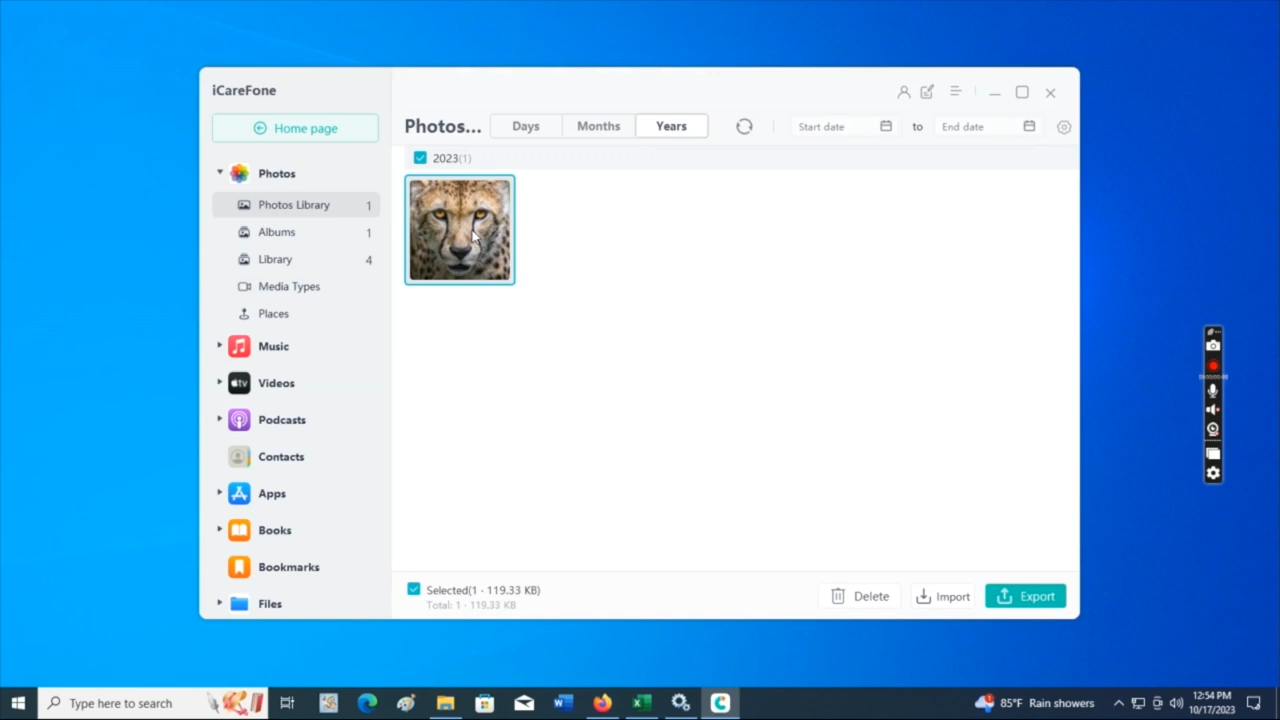 iCareFone
Home page
Photos... Days Months Years Start date to End date
2023(1)
Photos
Photos Library 1
Albums 1
Library 4
Media Types
Places
Music
tv
Videos
Podcasts
Contacts
Apps
Books
Bookmarks
Files
Selected(1 - 119.33 KB)
Total: 1 - 119.33 KB
Delete Import Export
Type here to search
85°F Rain showers
12:54 PM
10/17/2023